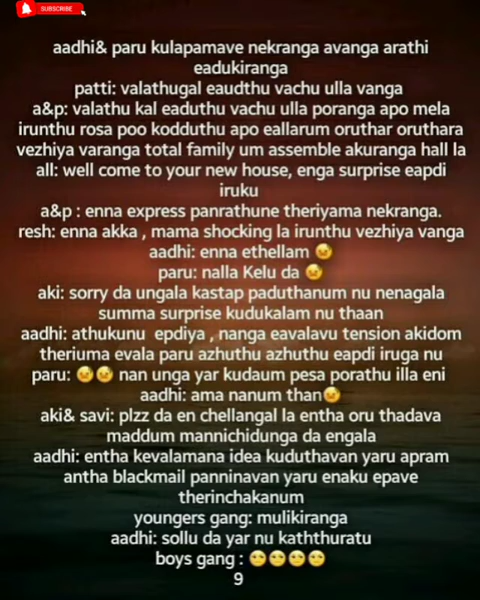 SUBSCRIBE
aadhi& paru kulapamave nekranga avanga arathi
eadukiranga
patti: valathugal eaudthu vachu ulla vanga
a&p: valathu kal eaduthu vachu ulla poranga apo mela
irunthu rosa poo kodduthu apo eallarum oruthar oruthara
vezhiya varanga total family um assemble akuranga hall la
all: well come to your new house, enga surprise eapdi
iruku
a&p : enna express panrathune theriyama nekranga.
resh: enna akka , mama shocking la irunthu vezhiya vanga
aadhi: enna ethellam 🥲
paru: nalla Kelu da 🥲
aki: sorry da ungala kastap paduthanum nu nenagala
summa surprise kudukalam nu thaan
aadhi: athukunu epdiya , nanga eavalavu tension akidom
theriuma evala paru azhuthu azhuthu eapdi iruga nu
paru: 🥲🥲 nan unga yar kudaum pesa porathu illa eni
aadhi: ama nanum than🥲
aki& savi: plzz da en chellangal la entha oru thadava
maddum mannichidunga da engala
aadhi: entha kevalamana idea kuduthavan yaru apram
antha blackmail panninavan yaru enaku epave
therinchakanum
youngers gang: mulikiranga
aadhi: sollu da yar nu kaththuratu
boys gang : 🙄🙄🙄🙄
9